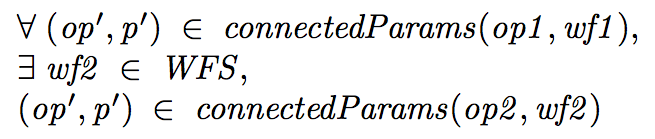 ∀ (op′, p′) ∈ connectedParams(op1, wf1),
∃ wf2 ∈ WFS,
(op′, p′) ∈ connectedParams(op2, wf2)